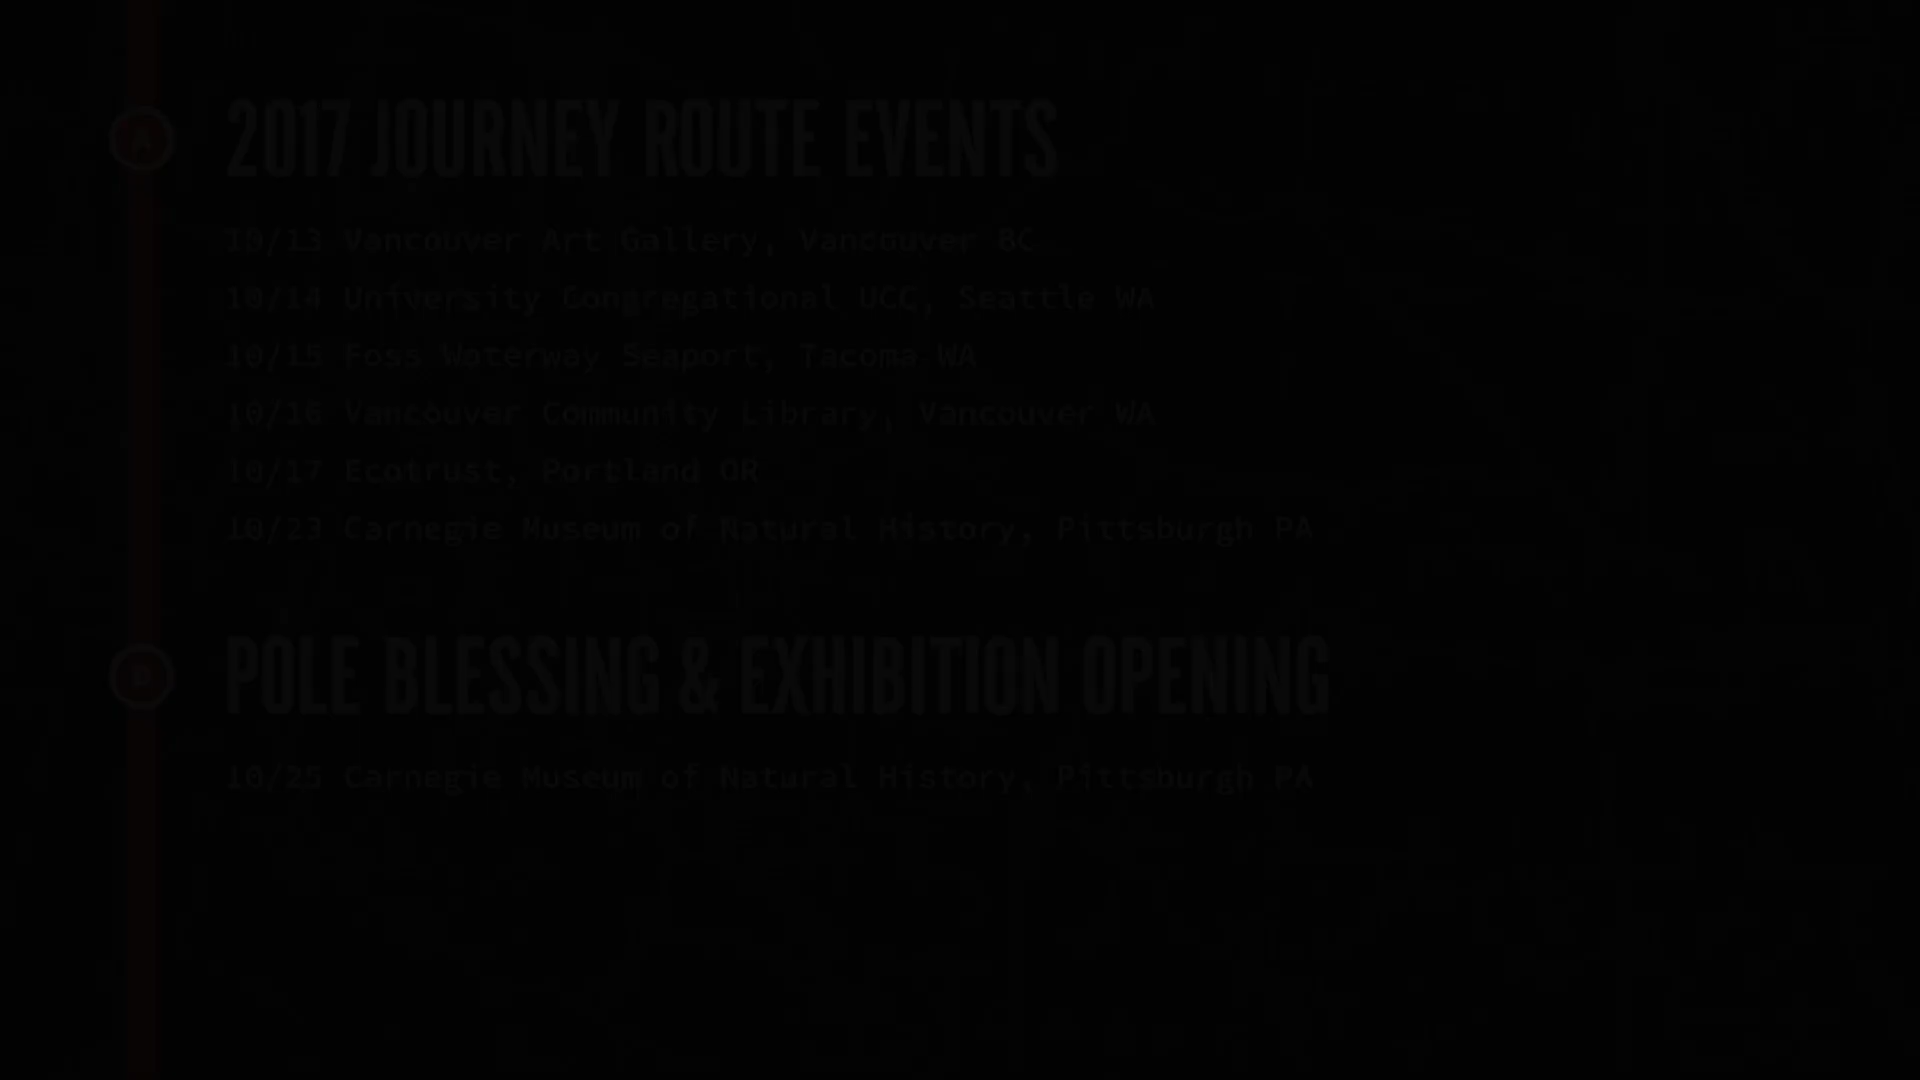 A
2017 JOURNEY ROUTE EVENTS
10/13 Vancouver Art Gallery, Vancouver BC
10/14 University Congregational UCC, Seattle WA
10/15 Foss Waterway Seaport, Tacoma WA
10/16 Vancouver Community Library, Vancouver WA
10/17 Ecotrust, Portland OR
10/23 Carnegie Museum of Natural History, Pittsburgh PA
B
POLE BLESSING & EXHIBITION OPENING
10/25 Carnegie Museum of Natural History, Pittsburgh PA